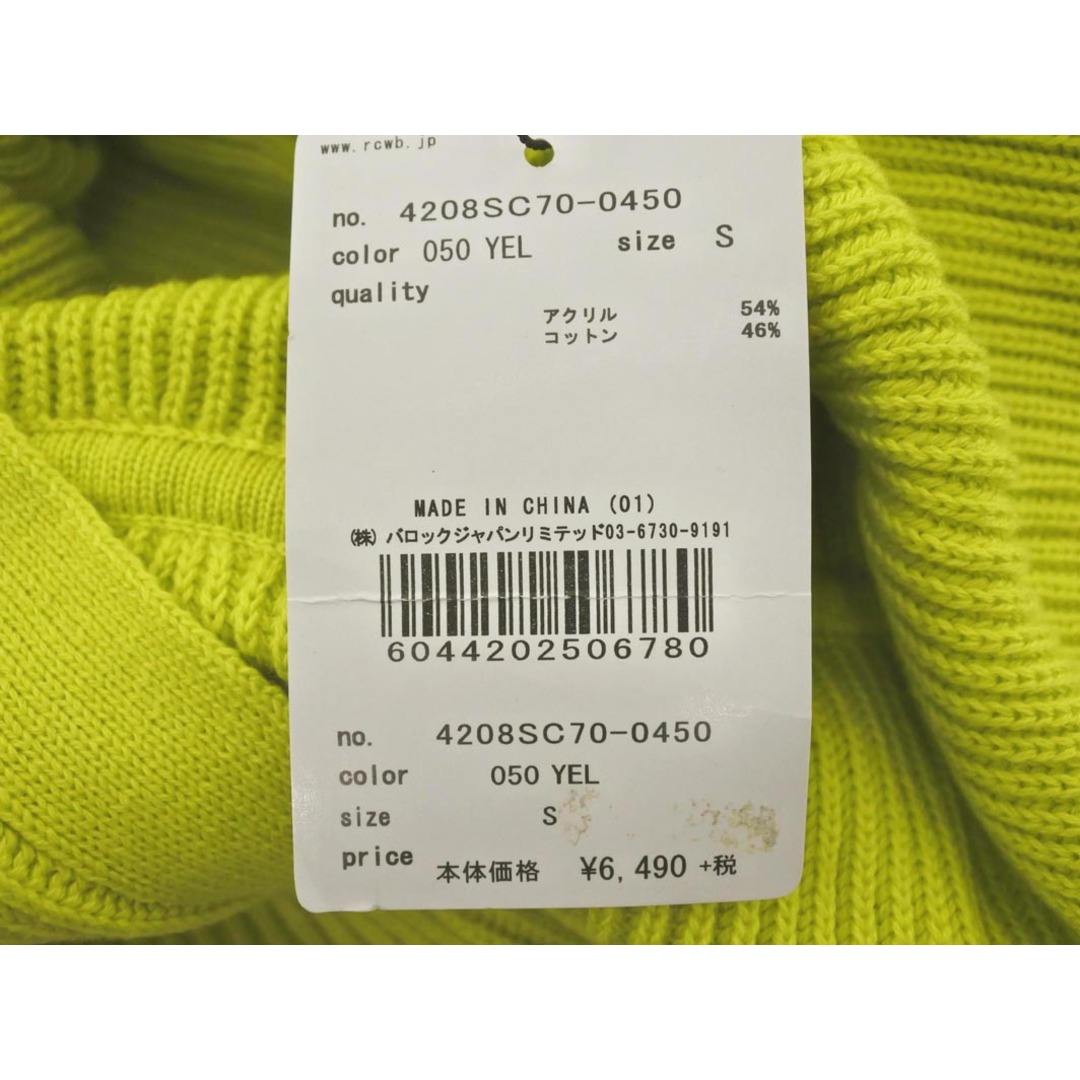 www.rcwb.jp
no. 4208SC70-0450
color 050 YEL size S
quality
アクリル 54%
コットン 46%
MADE IN CHINA (01)
(株) バロックジャパンリミテッド03-6730-9191
6044202506780
no. 4208SC70-0450
color 050 YEL
size S
price 本体価格 ¥6,490 +税